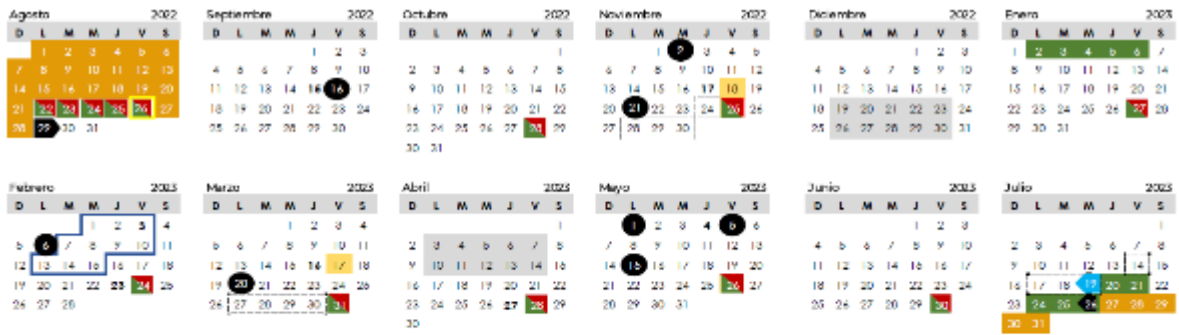 Agosto 2022
D L M M J V S
1 2 3 4 5 6
7 8 9 10 11 12 13
14 15 16 17 18 19 20
21 22 23 24 25 26 27
28 29 30 31
Septiembre 2022
D L M M J V S
1 2 3
4 5 6 7 8 9 10
11 12 13 14 15 16 17
18 19 20 21 22 23 24
25 26 27 28 29 30
Octubre 2022
D L M M J V S
1
2 3 4 5 6 7 8
9 10 11 12 13 14 15
16 17 18 19 20 21 22
23 24 25 26 27 28 29
30 31
Noviembre 2022
D L M M J V S
1 2 3 4 5
6 7 8 9 10 11 12
13 14 15 16 17 18 19
20 21 22 23 24 25 26
27 28 29 30
Diciembre 2022
D L M M J V S
1 2 3
4 5 6 7 8 9 10
11 12 13 14 15 16 17
18 19 20 21 22 23 24
25 26 27 28 29 30 31
Enero 2023
D L M M J V S
1 2 3 4 5 6 7
8 9 10 11 12 13 14
15 16 17 18 19 20 21
22 23 24 25 26 27 28
29 30 31
Febrero 2023
D L M M J V S
1 2 3 4
5 6 7 8 9 10 11
12 13 14 15 16 17 18
19 20 21 22 23 24 25
26 27 28
Marzo 2023
D L M M J V S
1 2 3 4
5 6 7 8 9 10 11
12 13 14 15 16 17 18
19 20 21 22 23 24 25
26 27 28 29 30 31
Abril 2023
D L M M J V S
1
2 3 4 5 6 7 8
9 10 11 12 13 14 15
16 17 18 19 20 21 22
23 24 25 26 27 28 29
30
Mayo 2023
D L M M J V S
1 2 3 4 5 6
7 8 9 10 11 12 13
14 15 16 17 18 19 20
21 22 23 24 25 26 27
28 29 30 31
Junio 2023
D L M M J V S
1 2 3
4 5 6 7 8 9 10
11 12 13 14 15 16 17
18 19 20 21 22 23 24
25 26 27 28 29 30
Julio 2023
D L M M J V S
1
2 3 4 5 6 7 8
9 10 11 12 13 14 15
16 17 18 19 20 21 22
23 24 25 26 27 28 29
30 31